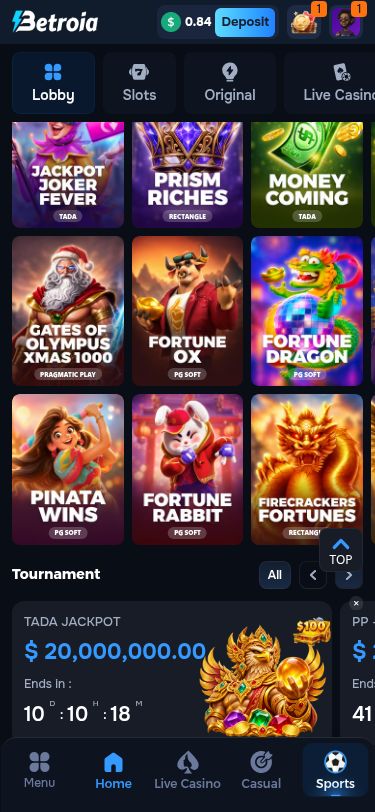 Betroia
$ 0.84 Deposit
1
1
Lobby
Slots
Original
Live Casino
JACKPOT
JOKER
FEVER
TADA
PRISM
RICHES
RECTANGLE
MONEY
COMING
TADA
GATES OF
OLYMPUS
XMAS 1000
PRAGMATIC PLAY
FORTUNE
OX
PG SOFT
FORTUNE
DRAGON
PG SOFT
PINATA
WINS
PG SOFT
FORTUNE
RABBIT
PG SOFT
FIRECRACKERS
FORTUNES
RECTANGL
TOP
Tournament
All
TADA JACKPOT
$ 20,000,000.00
$100
Ends in :
10 D : 10 H : 18 M
PP -
$ 2
Ends
41
Menu
Home
Live Casino
Casual
Sports